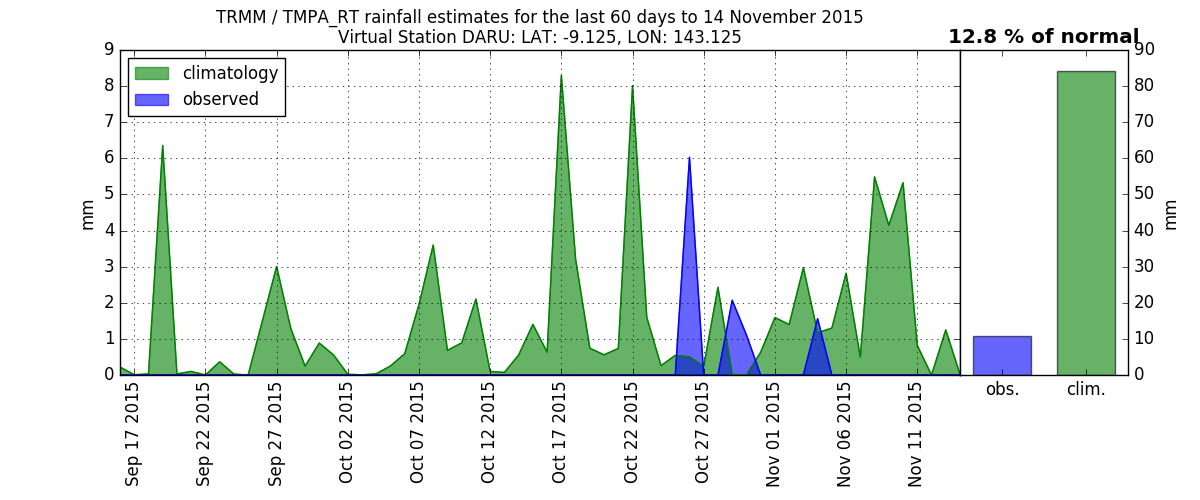 TRMM / TMPA_RT rainfall estimates for the last 60 days to 14 November 2015
Virtual Station DARU: LAT: -9.125, LON: 143.125
12.8 % of normal
climatology
observed
9
8
7
6
5
4
3
2
1
0
mm
Sep 17 2015
Sep 22 2015
Sep 27 2015
Oct 02 2015
Oct 07 2015
Oct 12 2015
Oct 17 2015
Oct 22 2015
Oct 27 2015
Nov 01 2015
Nov 06 2015
Nov 11 2015
90
80
70
60
50
40
30
20
10
0
mm
obs.
clim.